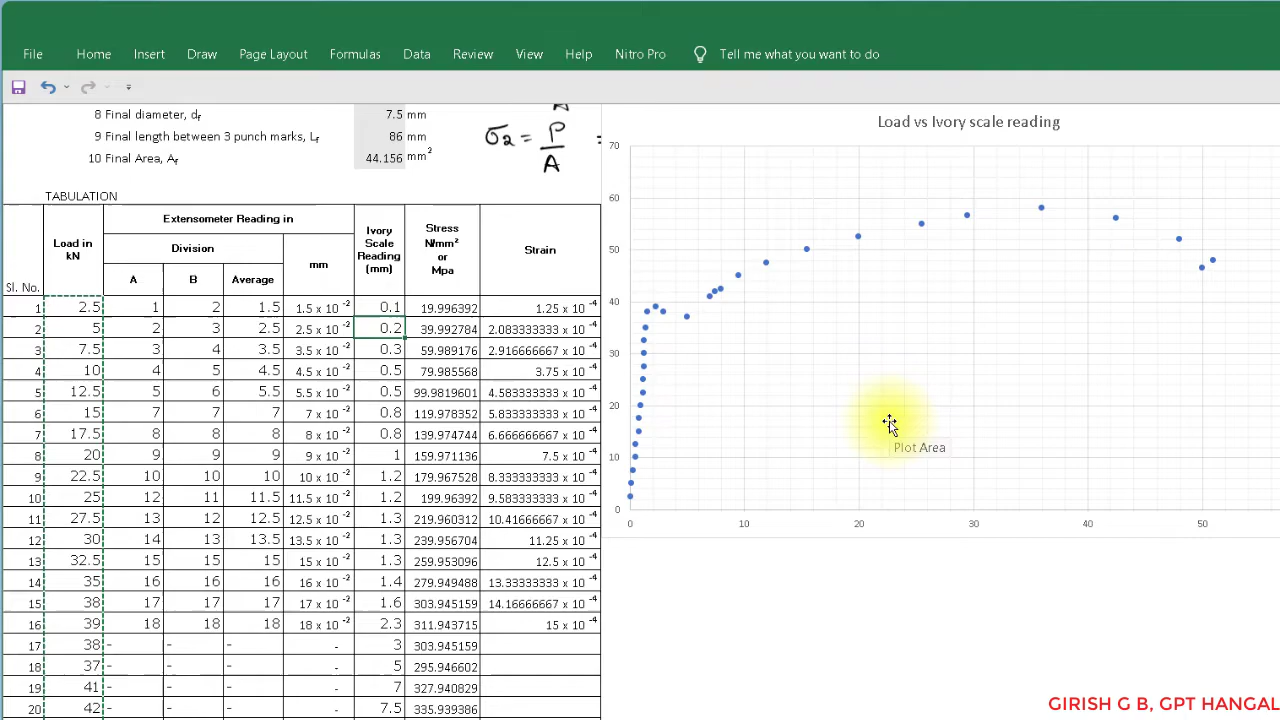 File Home Insert Draw Page Layout Formulas Data Review View Help Nitro Pro Tell me what you want to do
8 Final diameter, df 7.5 mm
9 Final length between 3 punch marks, Lf 86 mm
10 Final Area, Af 44.156 mm2
σ2 = P/A =
TABULATION
Sl. No. Load in kN Extensometer Reading in Ivory Scale Reading (mm) Stress N/mm² or Mpa Strain
Division mm
A B Average
1 2.5 1 2 1.5 1.5 x 10 -2 0.1 19.996392 1.25 x 10 -4
2 5 2 3 2.5 2.5 x 10 -2 0.2 39.992784 2.083333333 x 10 -4
3 7.5 3 4 3.5 3.5 x 10 -2 0.3 59.989176 2.916666667 x 10 -4
4 10 4 5 4.5 4.5 x 10 -2 0.5 79.985568 3.75 x 10 -4
5 12.5 5 6 5.5 5.5 x 10 -2 0.5 99.9819601 4.583333333 x 10 -4
6 15 7 7 7 7 x 10 -2 0.8 119.978352 5.833333333 x 10 -4
7 17.5 8 8 8 8 x 10 -2 0.8 139.974744 6.666666667 x 10 -4
8 20 9 9 9 9 x 10 -2 1 159.971136 7.5 x 10 -4
9 22.5 10 10 10 10 x 10 -2 1.2 179.967528 8.333333333 x 10 -4
10 25 12 11 11.5 11.5 x 10 -2 1.2 199.96392 9.583333333 x 10 -4
11 27.5 13 12 12.5 12.5 x 10 -2 1.3 219.960312 10.41666667 x 10 -4
12 30 14 13 13.5 13.5 x 10 -2 1.3 239.956704 11.25 x 10 -4
13 32.5 15 15 15 15 x 10 -2 1.3 259.953096 12.5 x 10 -4
14 35 16 16 16 16 x 10 -2 1.4 279.949488 13.33333333 x 10 -4
15 38 17 17 17 17 x 10 -2 1.6 303.945159 14.16666667 x 10 -4
16 39 18 18 18 18 x 10 -2 2.3 311.943715 15 x 10 -4
17 38 - - - - 3 303.945159
18 37 - - - - 5 295.946602
19 41 - - - - 7 327.940829
20 42 - - - - 7.5 335.939386
Load vs Ivory scale reading
70
60
50
40
30
20
10
0
0 10 20 30 40 50
Plot Area
GIRISH G B, GPT HANGAL